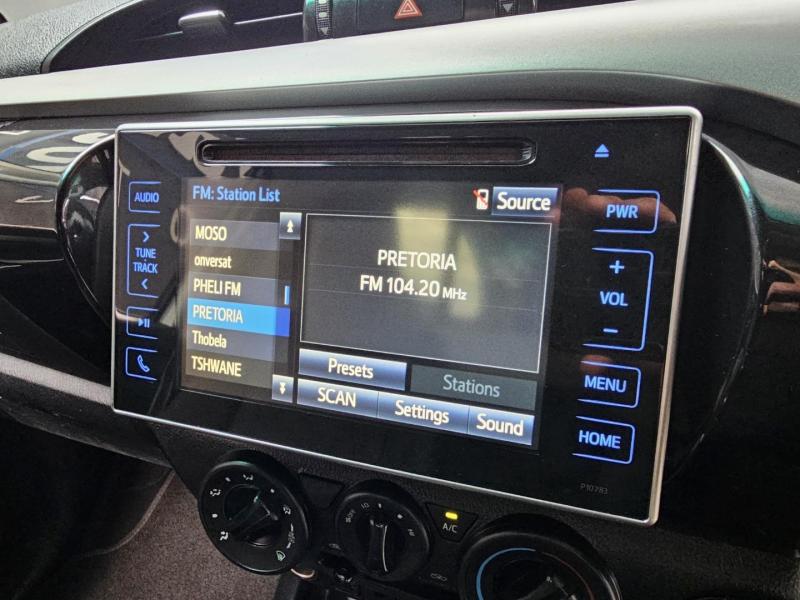 AUDIO
TUNE
TRACK
FM: Station List
Source
MOSO
onversat
PHELI FM
PRETORIA
Thobela
TSHWANE
PRETORIA
FM 104.20 MHz
Presets
Stations
SCAN
Settings
Sound
PWR
+
VOL
-
MENU
HOME
P10783
A/C